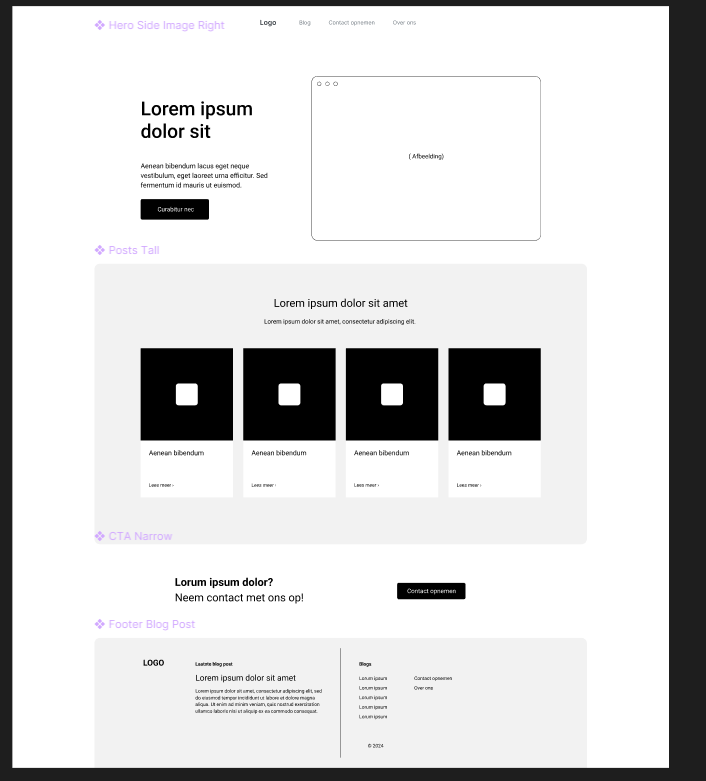 Hero Side Image Right
Logo Blog Contact opnemen Over ons
Lorem ipsum
dolor sit
Aenean bibendum lacus eget neque
vestibulum, eget laoreet urna efficitur. Sed
fermentum id mauris ut euismod.
Curabitur nec
( Afbeelding)
Posts Tall
Lorem ipsum dolor sit amet
Lorem ipsum dolor sit amet, consectetur adipiscing elit.
Aenean bibendum
Lees meer ›
Aenean bibendum
Lees meer ›
Aenean bibendum
Lees meer ›
Aenean bibendum
Lees meer ›
CTA Narrow
Lorum ipsum dolor?
Neem contact met ons op!
Contact opnemen
Footer Blog Post
LOGO
Laatste blog post
Lorem ipsum dolor sit amet
Lorem ipsum dolor sit amet, consectetur adipiscing elit, sed
do eiusmod tempor incididunt ut labore et dolore magna
aliqua. Ut enim ad minim veniam, quis nostrud exercitation
ullamco laboris nisi ut aliquip ex ea commodo consequat.
Blogs
Lorum ipsum
Lorum ipsum
Lorum ipsum
Lorum ipsum
Lorum ipsum
Contact opnemen
Over ons
© 2024